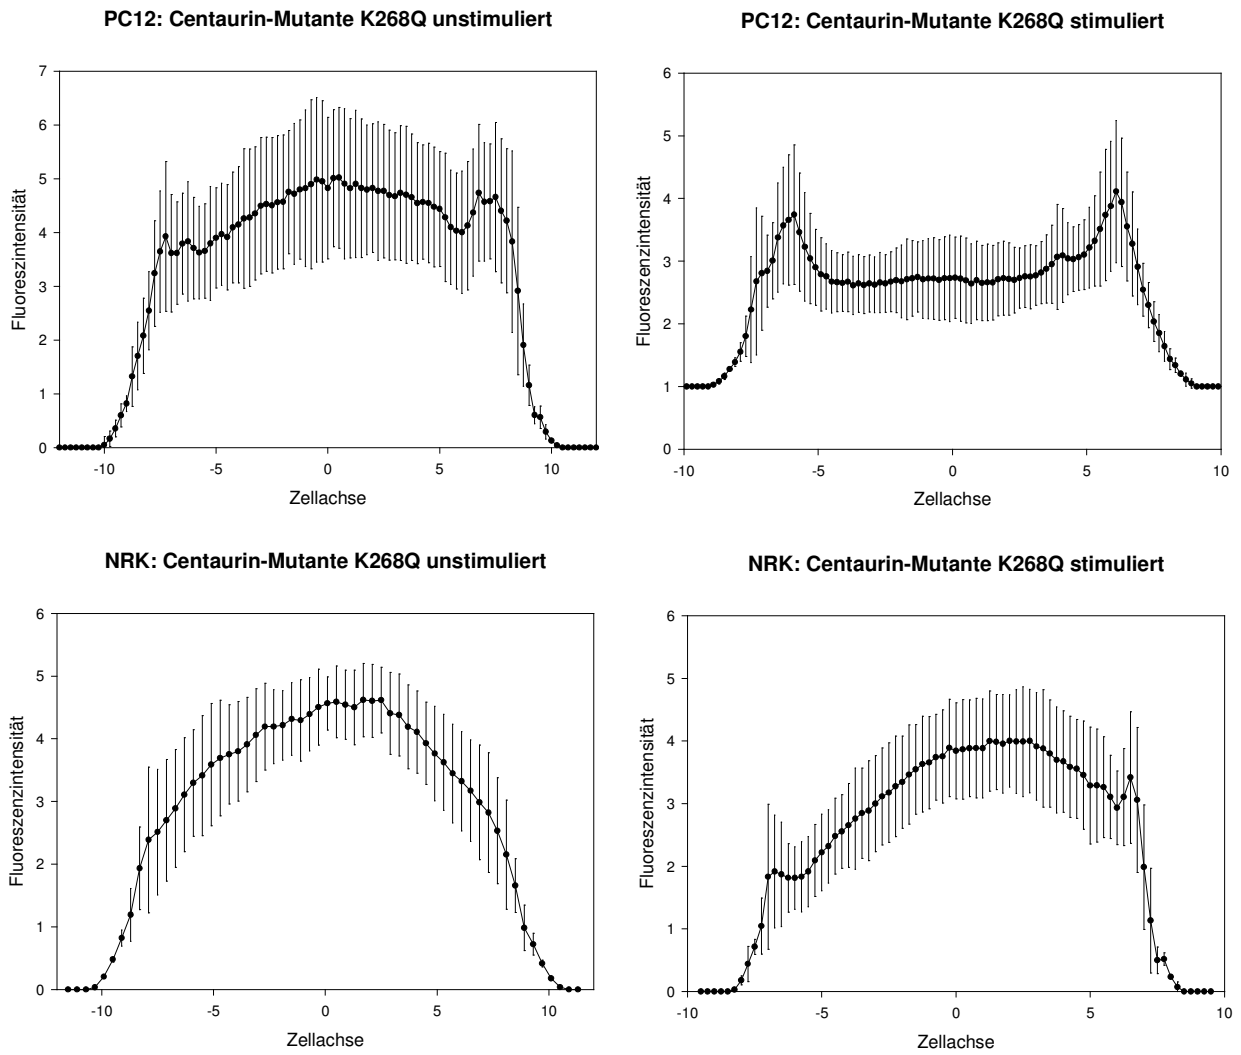 PC12: Centaurin-Mutante K268Q unstimuliert
7
6
5
4
3
2
1
0
Fluoreszintensität
-10 -5 0 5 10
Zellachse
PC12: Centaurin-Mutante K268Q stimuliert
6
5
4
3
2
1
0
Fluoreszenzintensität
-10 -5 0 5 10
Zellachse
NRK: Centaurin-Mutante K268Q unstimuliert
6
5
4
3
2
1
0
Fluoreszenzintensität
-10 -5 0 5 10
Zellachse
NRK: Centaurin-Mutante K268Q stimuliert
6
5
4
3
2
1
0
Fluoreszenzintensität
-10 -5 0 5 10
Zellachse